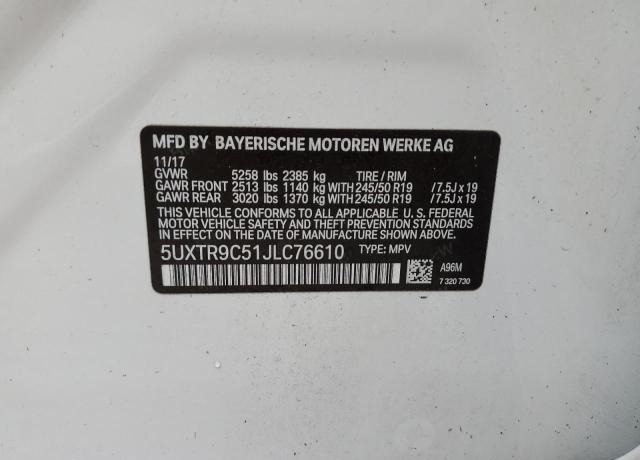 MFD BY BAYERISCHE MOTOREN WERKE AG
11/17
GVWR 5258 lbs 2385 kg TIRE / RIM
GAWR FRONT 2513 lbs 1140 kg WITH 245/50 R19 /7.5J x 19
GAWR REAR 3020 lbs 1370 kg WITH 245/50 R19 /7.5J x 19
THIS VEHICLE CONFORMS TO ALL APPLICABLE U. S. FEDERAL
MOTOR VEHICLE SAFETY AND THEFT PREVENTION STANDARDS
IN EFFECT ON THE DATE OF MANUFACTURE SHOWN ABOVE.
5UXTR9C51JLC76610 TYPE: MPV
A96M
7 320 730